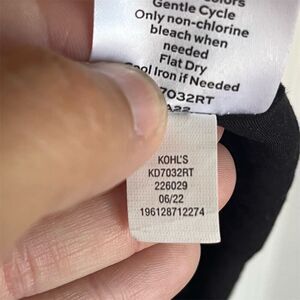 Gentle Cycle
Only non-chlorine
bleach when
needed
Flat Dry
Iron if Needed
7032RT
KOHL'S
KD7032RT
226029
06/22
196128712274